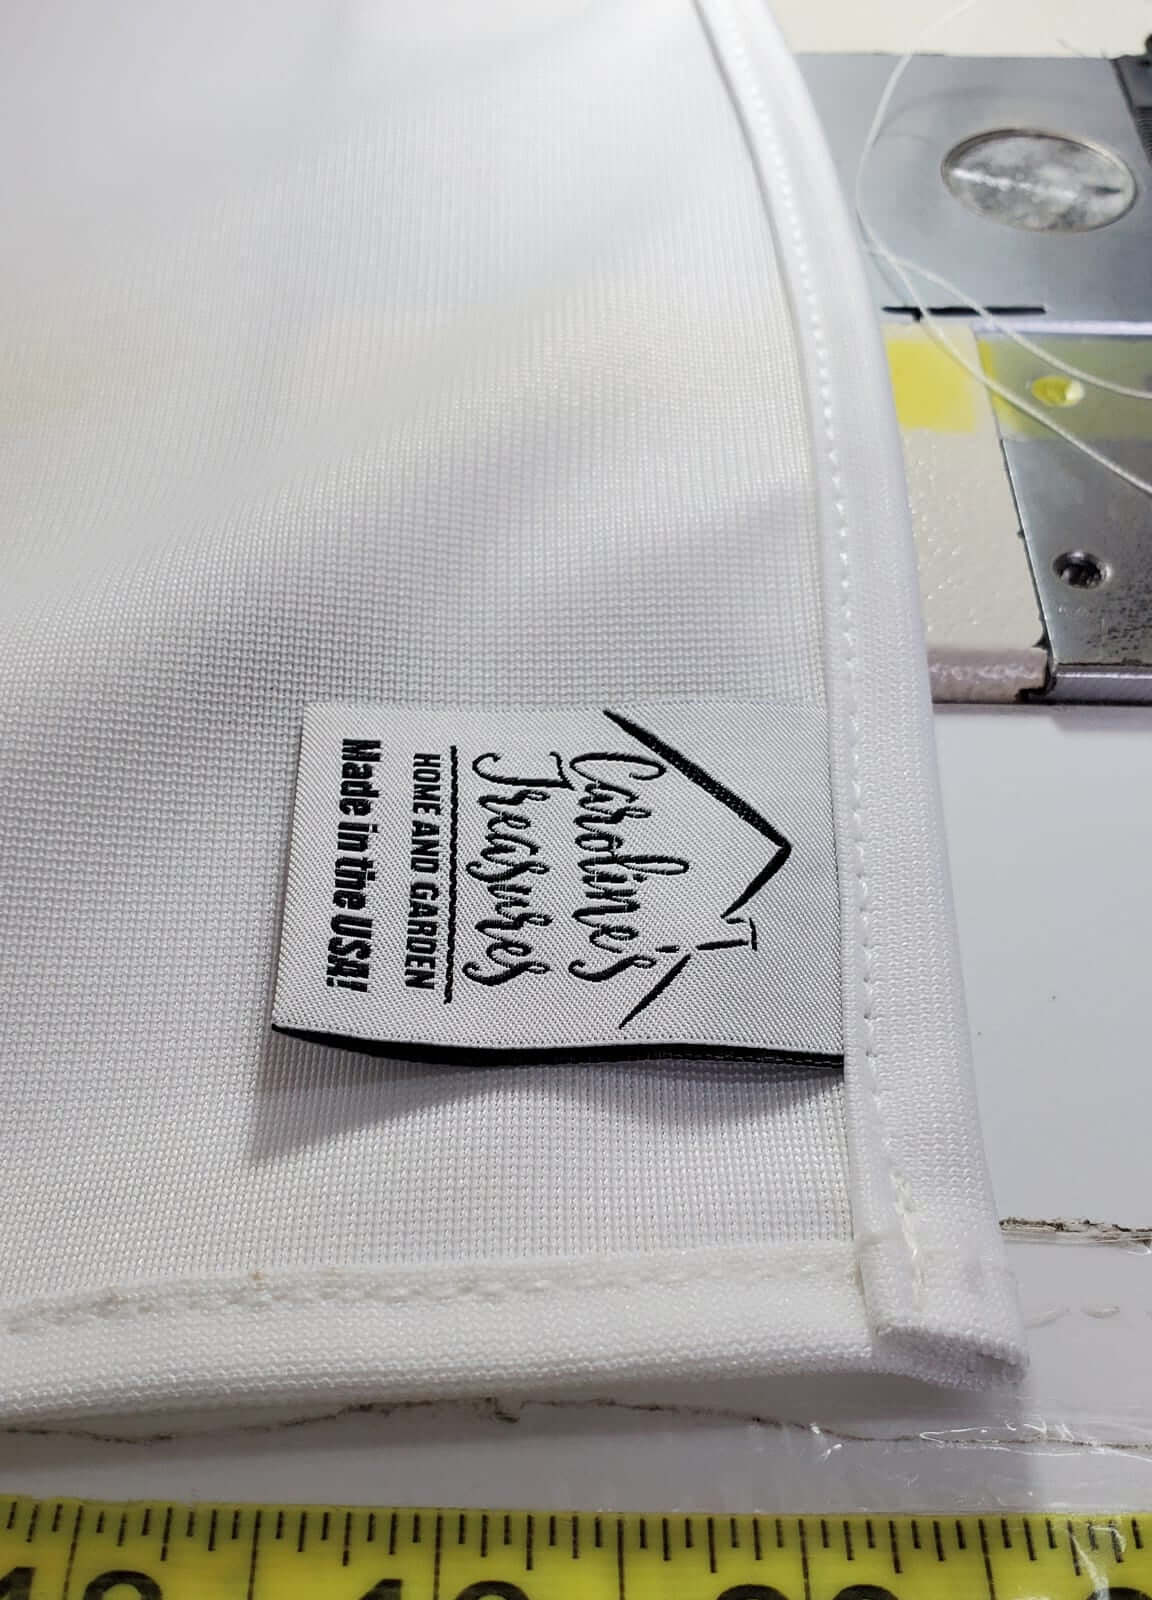 Caroline's
Treasures
HOME AND GARDEN
Made in the USA!